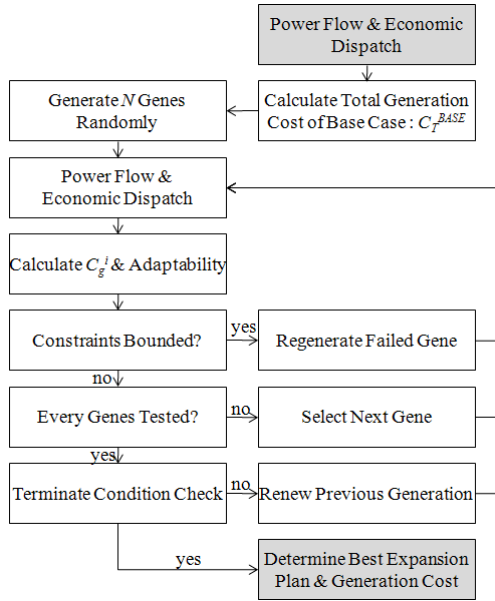 Power Flow & Economic
Dispatch
Generate N Genes
Randomly
Calculate Total Generation
Cost of Base Case : C_T^BASE
Power Flow &
Economic Dispatch
Calculate C_g^i & Adaptability
Constraints Bounded?
yes
Regenerate Failed Gene
no
Every Genes Tested?
no
Select Next Gene
yes
Terminate Condition Check
no
Renew Previous Generation
yes
Determine Best Expansion
Plan & Generation Cost